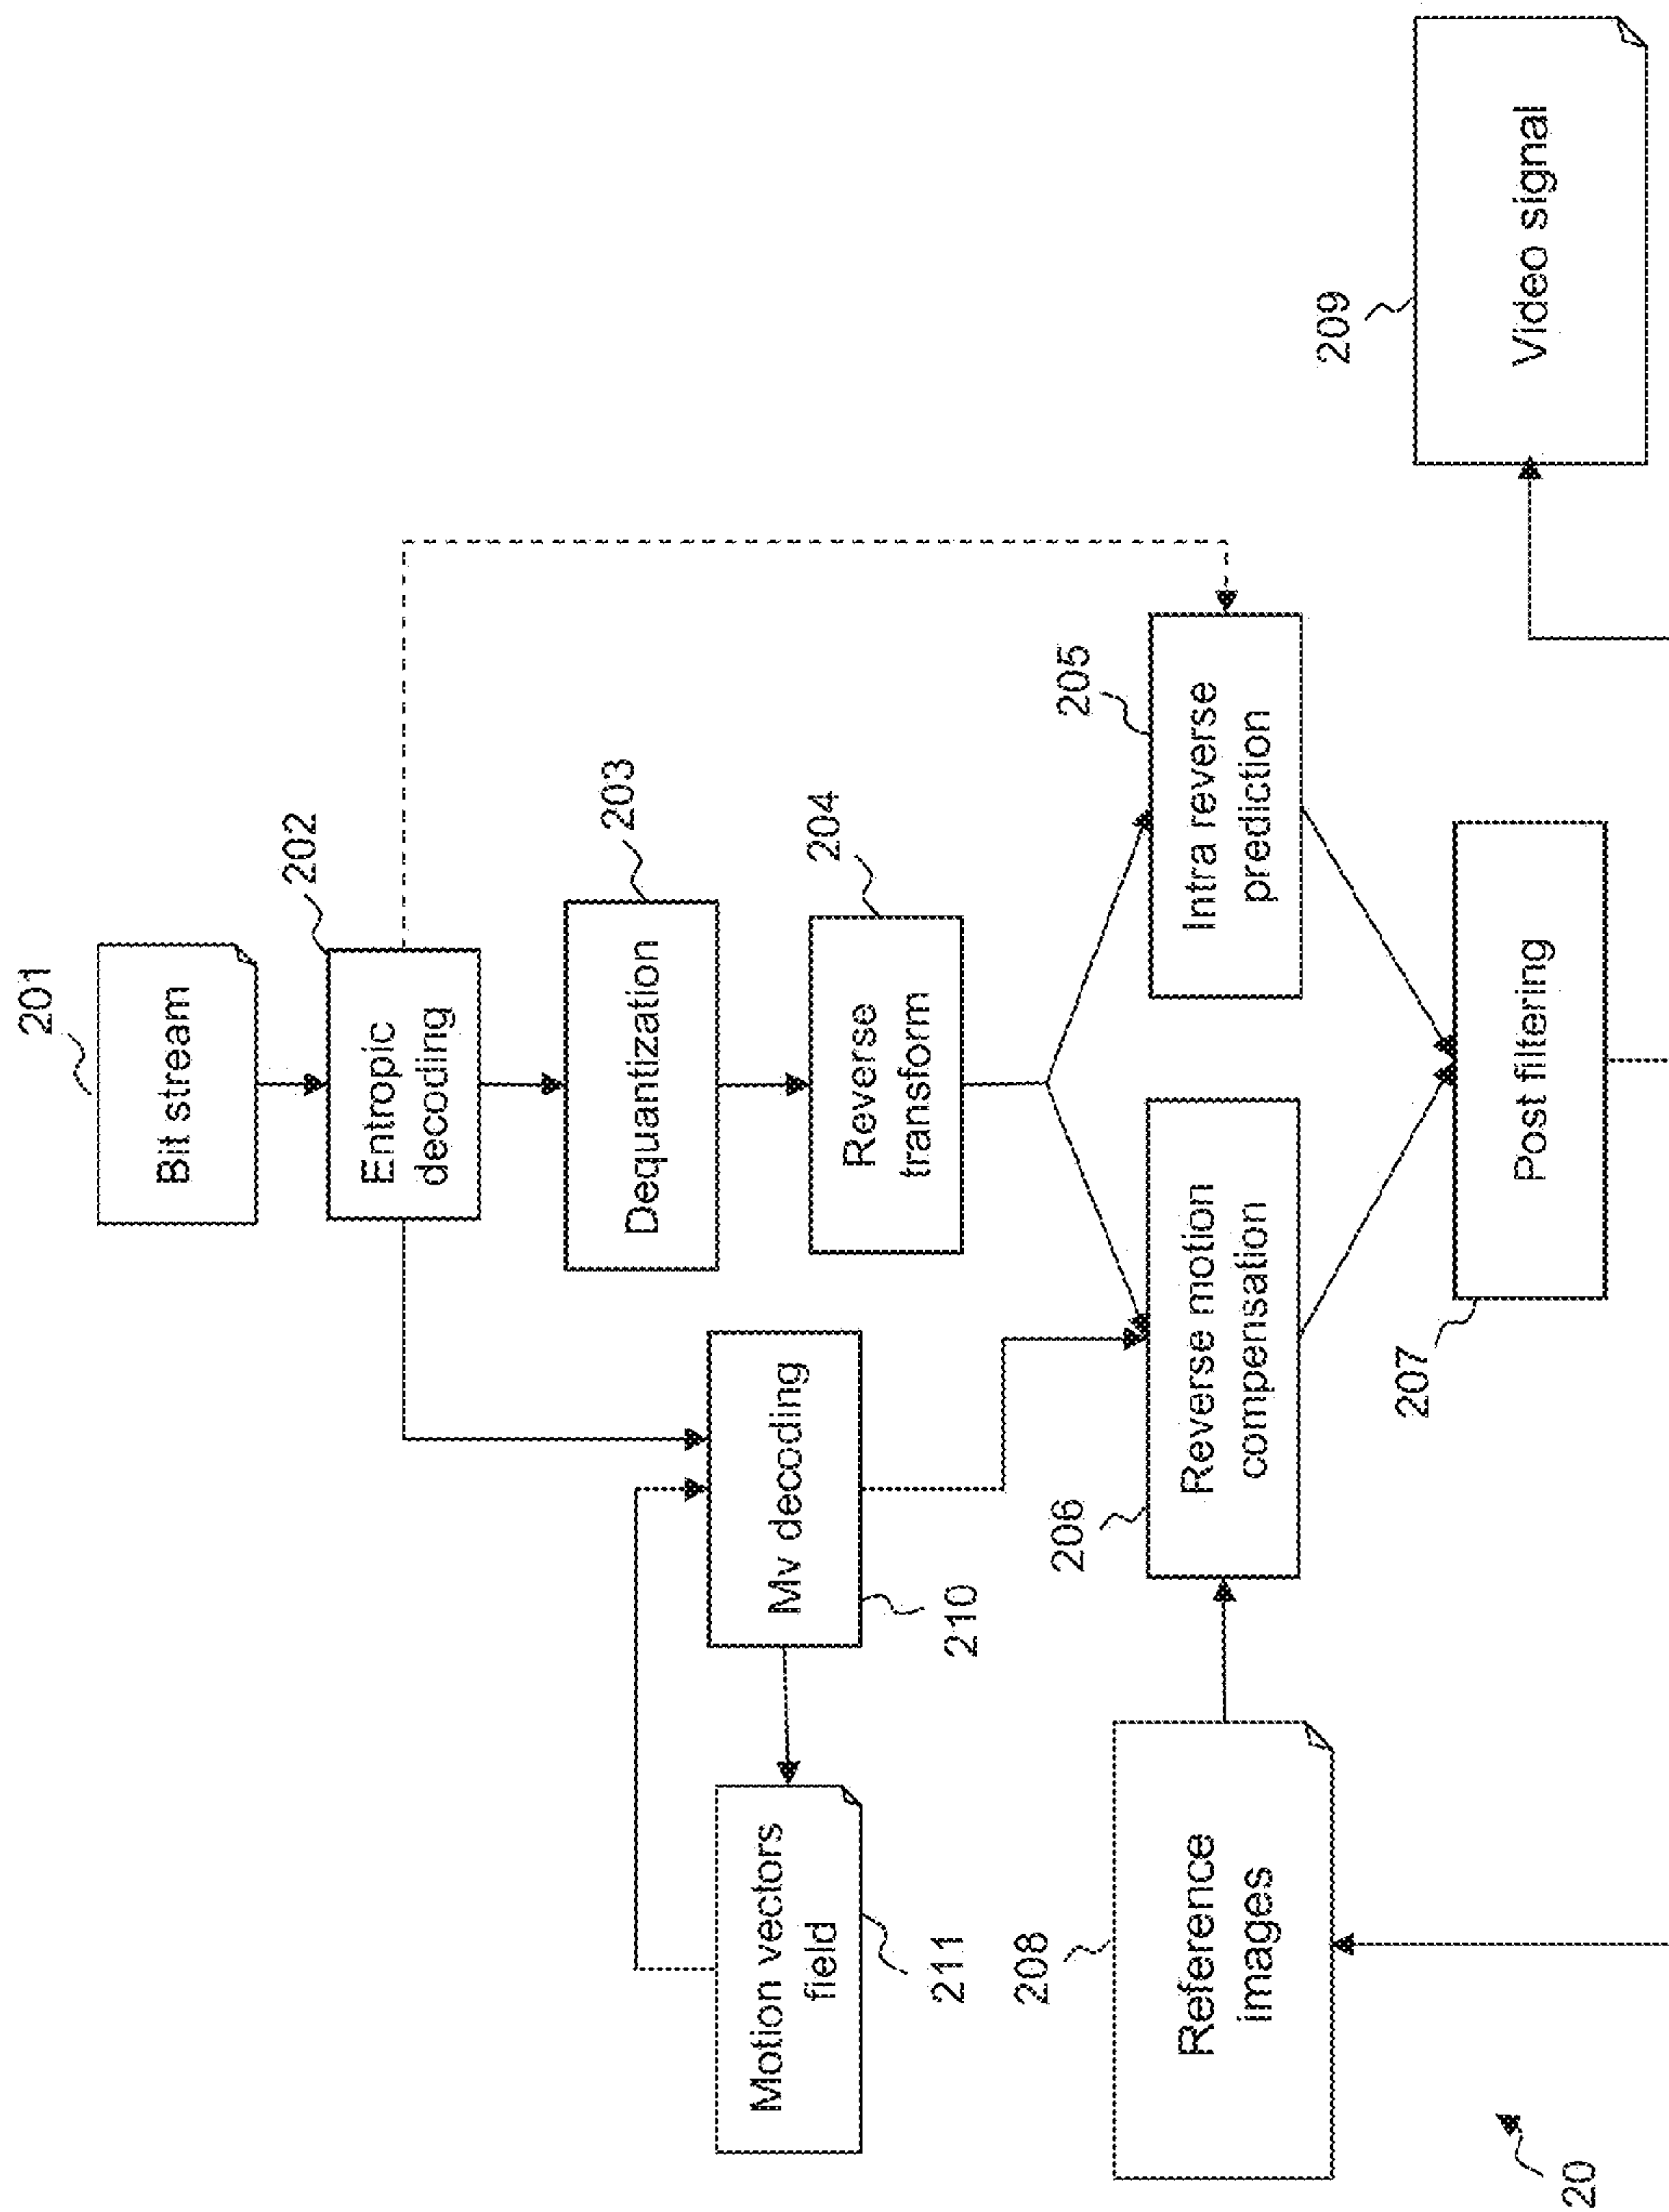 201
Bit stream
202
Entropic
decoding
203
Dequantization
204
Reverse
transform
205
Intra reverse
prediction
Mv decoding
210
Motion vectors
field
211
206
Reverse motion
compensation
208
Reference
images
207
Post filtering
209
Video signal
20